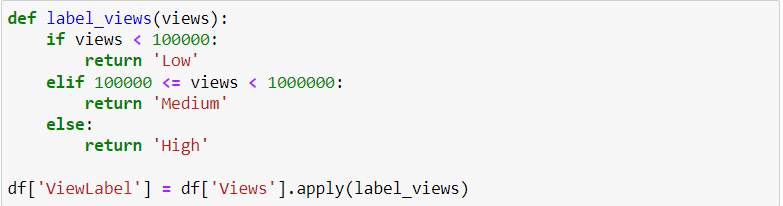 def label_views(views):
    if views < 100000:
        return 'Low'
    elif 100000 <= views < 1000000:
        return 'Medium'
    else:
        return 'High'

df['ViewLabel'] = df['Views'].apply(label_views)